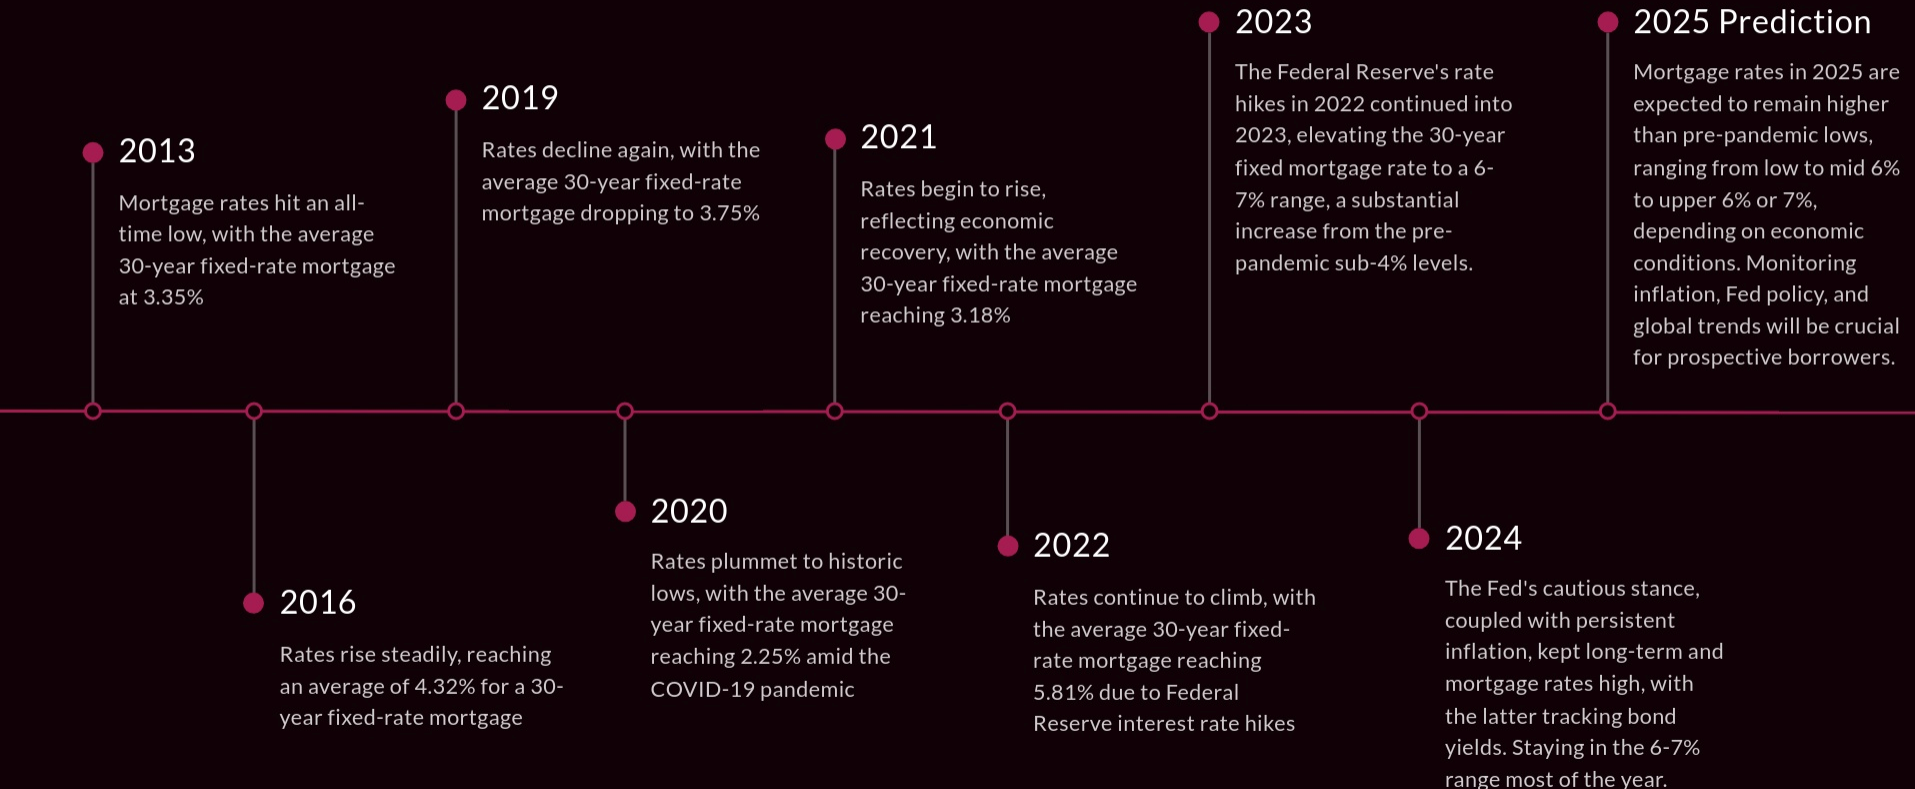 2013
Mortgage rates hit an all-
time low, with the average
30-year fixed-rate mortgage
at 3.35%
2016
Rates rise steadily, reaching
an average of 4.32% for a 30-
year fixed-rate mortgage
2019
Rates decline again, with the
average 30-year fixed-rate
mortgage dropping to 3.75%
2020
Rates plummet to historic
lows, with the average 30-
year fixed-rate mortgage
reaching 2.25% amid the
COVID-19 pandemic
2021
Rates begin to rise,
reflecting economic
recovery, with the average
30-year fixed-rate mortgage
reaching 3.18%
2022
Rates continue to climb, with
the average 30-year fixed-
rate mortgage reaching
5.81% due to Federal
Reserve interest rate hikes
2023
The Federal Reserve's rate
hikes in 2022 continued into
2023, elevating the 30-year
fixed mortgage rate to a 6-
7% range, a substantial
increase from the pre-
pandemic sub-4% levels.
2024
The Fed's cautious stance,
coupled with persistent
inflation, kept long-term and
mortgage rates high, with
the latter tracking bond
yields. Staying in the 6-7%
range most of the year.
2025 Prediction
Mortgage rates in 2025 are
expected to remain higher
than pre-pandemic lows,
ranging from low to mid 6%
to upper 6% or 7%,
depending on economic
conditions. Monitoring
inflation, Fed policy, and
global trends will be crucial
for prospective borrowers.